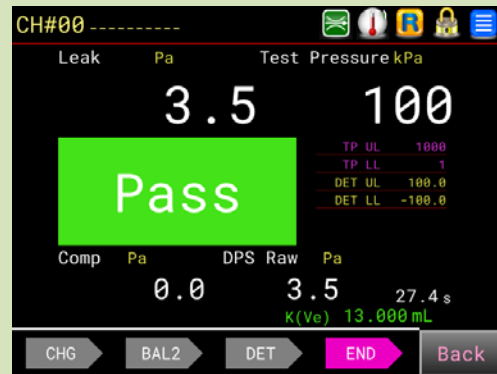 CH#00 ----------
R
Leak Pa Test Pressure kPa
3.5 100
TP UL 1000
TP LL 1
DET UL 100.0
DET LL -100.0
Pass
Comp Pa DPS Raw Pa
0.0 3.5 27.4 s
K(Ve) 13.000 mL
CHG BAL2 DET END Back